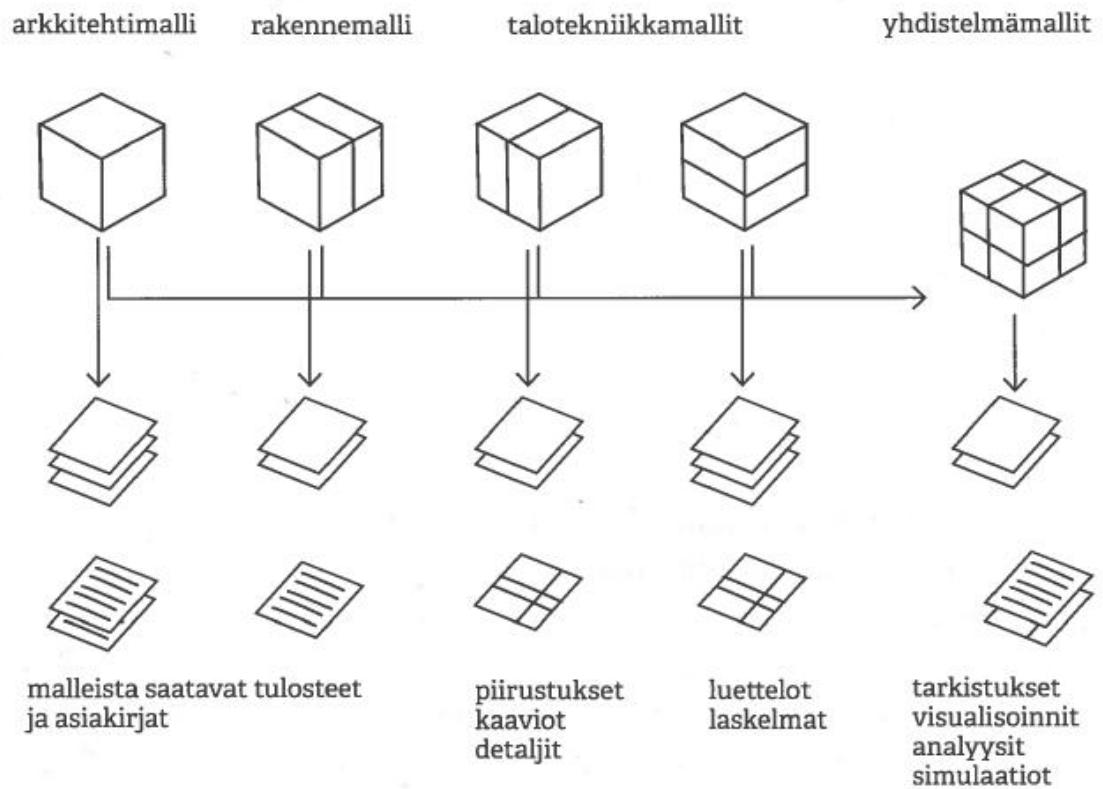 arkkitehtimalli
rakennemalli
talotekniikkamallit
yhdistelmämallit
malleista saatavat tulosteet
ja asiakirjat
piirustukset
kaaviot
detaljit
luettelot
laskelmat
tarkistukset
visualisoinnit
analyysit
simulaatiot